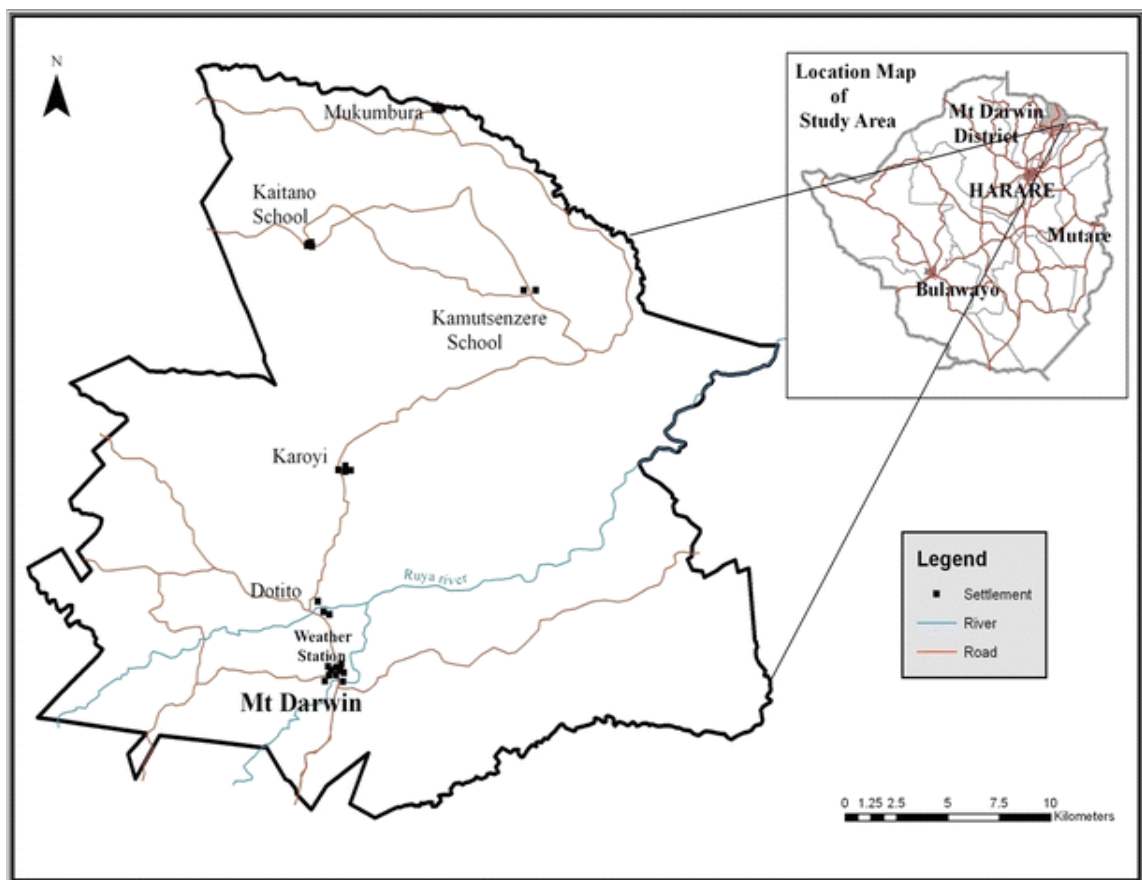 N
Mukumbura
Kaitano
School
Kamutsenzere
School
Karoyi
Dotito
Ruya river
Weather
Station
Mt Darwin
Location Map
of
Study Area
Mt Darwin
District
HARARE
Mutare
Bulawayo
Legend
Settlement
River
Road
0 1.25 2.5 5 7.5 10
Kilometers